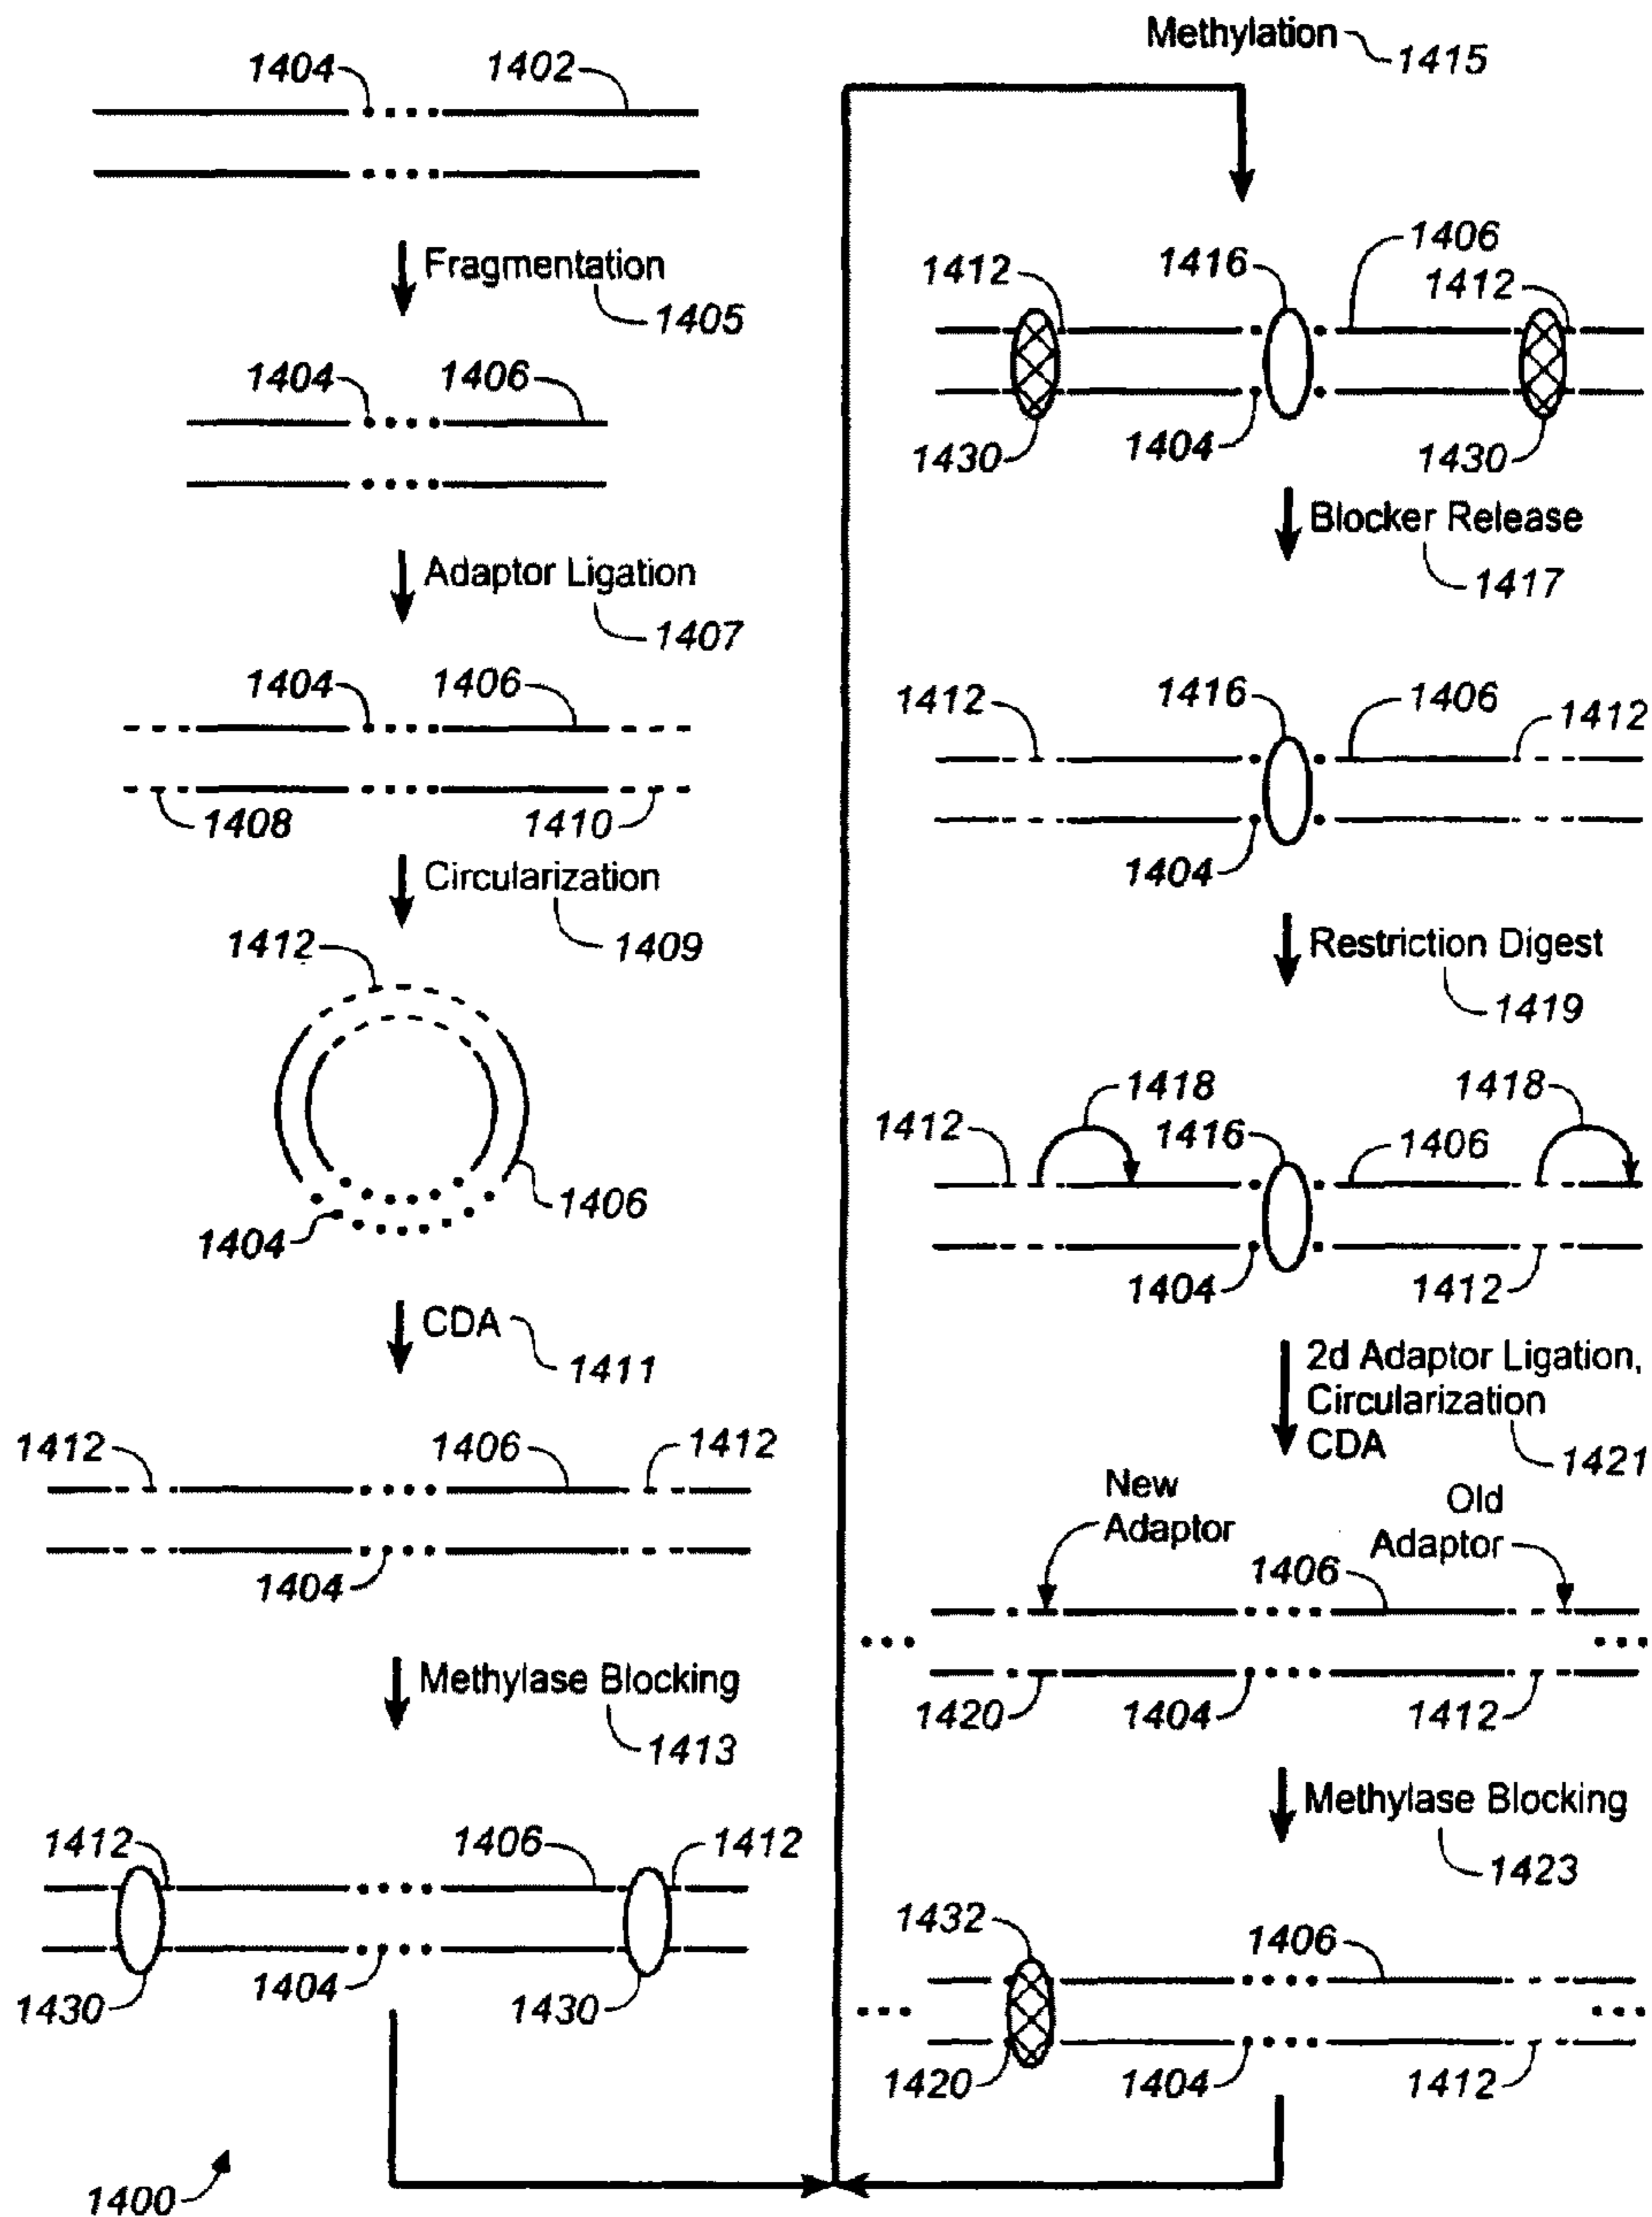 1404 1402
Fragmentation
1405
1404 1406
Adaptor Ligation
1407
1404 1406
1408 1410
Circularization
1409
1412
1406
1404
CDA
1411
1412 1406 1412
1404
Methylase Blocking
1413
1412 1406 1412
1430 1404 1430
1400
Methylation
1415
1406
1412 1416 1412
1430 1404 1430
Blocker Release
1417
1412 1416 1406 1412
1404
Restriction Digest
1419
1418 1418
1412 1416 1406
1404 1412
2d Adaptor Ligation,
Circularization
CDA
1421
New
Adaptor
Old
Adaptor
1406
1420 1404 1412
Methylase Blocking
1423
1432 1406
1420 1404 1412